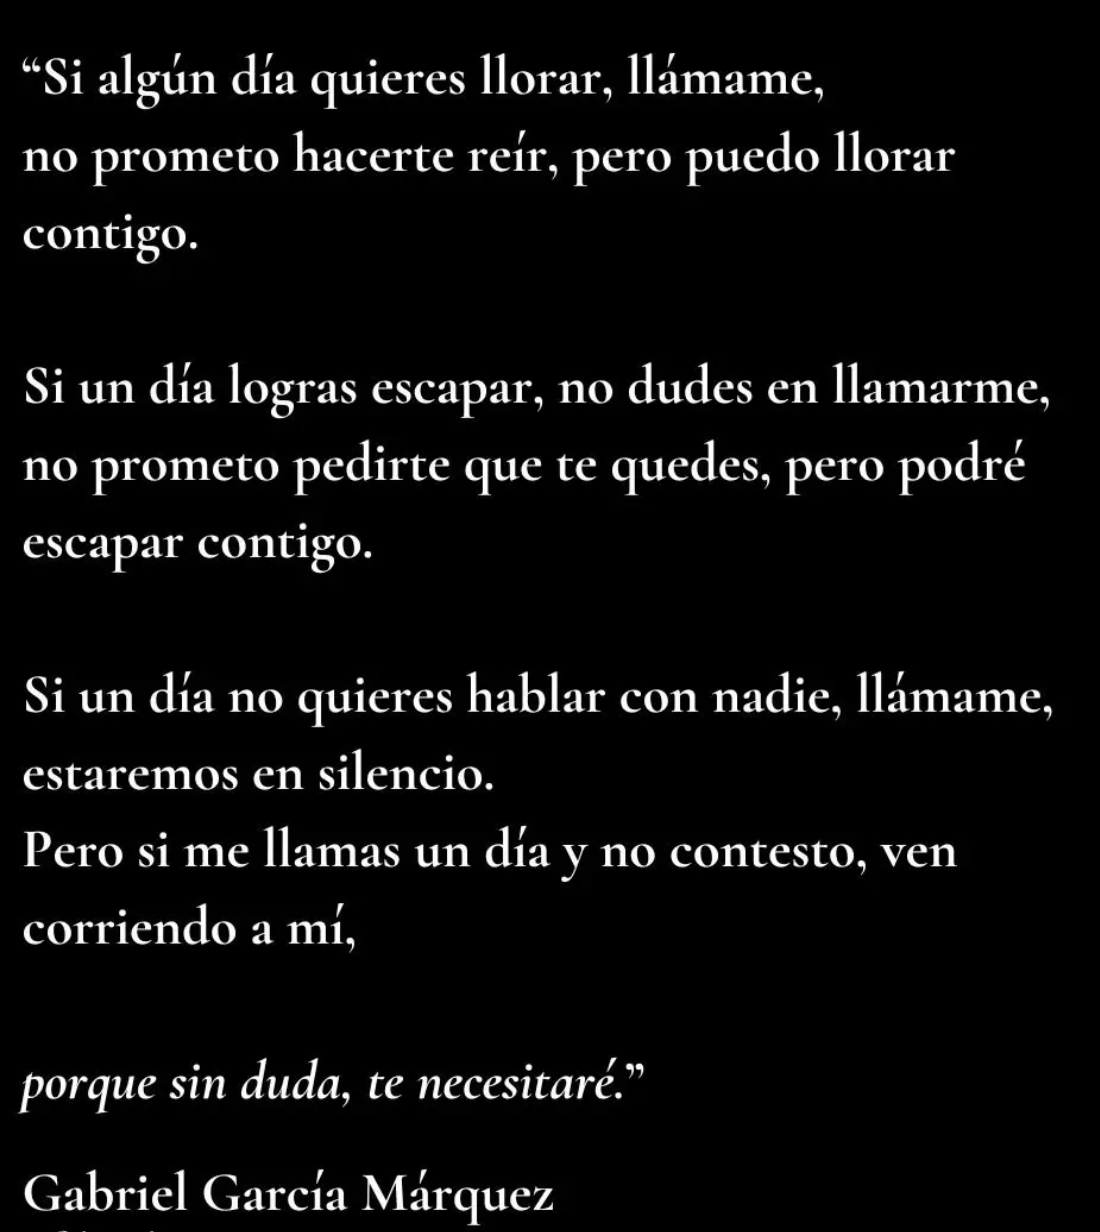 “Si algún día quieres llorar, llámame,
no prometo hacerte reír, pero puedo llorar
contigo.
Si un día logras escapar, no dudes en llamarme,
no prometo pedirte que te quedes, pero podré
escapar contigo.
Si un día no quieres hablar con nadie, llámame,
estaremos en silencio.
Pero si me llamas un día y no contesto, ven
corriendo a mí,
porque sin duda, te necesitaré.”
Gabriel García Márquez